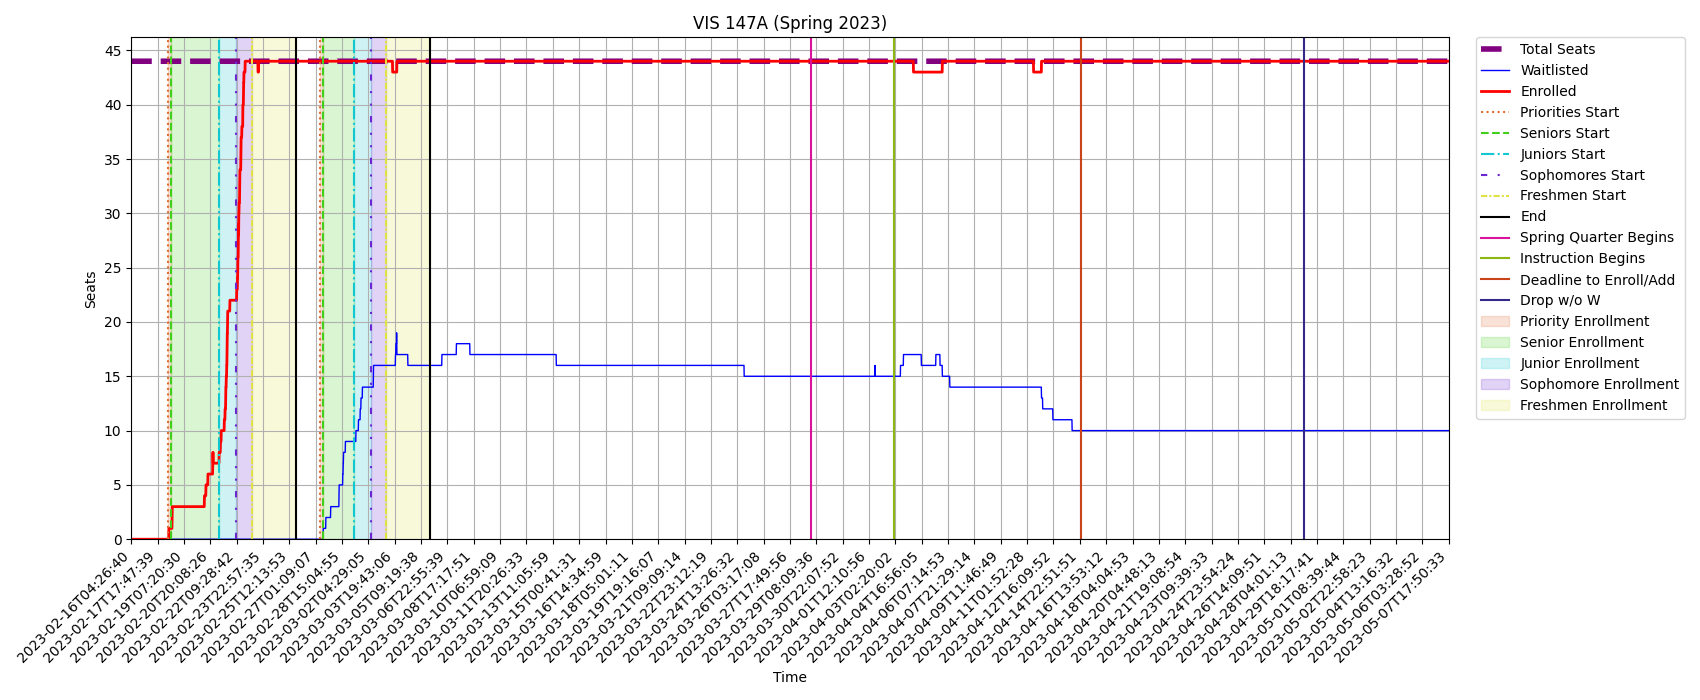 VIS 147A (Spring 2023)
Seats
45
40
35
30
25
20
15
10
5
0
2023-02-16T04:26:40
2023-02-17T17:47:39
2023-02-19T07:20:30
2023-02-20T20:08:26
2023-02-22T09:28:42
2023-02-23T22:57:35
2023-02-25T12:13:53
2023-02-27T01:09:07
2023-02-28T15:04:55
2023-03-02T04:29:05
2023-03-03T19:43:06
2023-03-05T09:19:38
2023-03-06T22:55:39
2023-03-08T17:17:51
2023-03-10T06:59:09
2023-03-11T20:26:33
2023-03-13T11:05:59
2023-03-15T00:41:31
2023-03-16T14:34:59
2023-03-18T05:01:11
2023-03-19T19:16:07
2023-03-21T09:09:14
2023-03-22T23:12:19
2023-03-24T13:26:32
2023-03-26T03:17:08
2023-03-27T17:49:56
2023-03-29T08:09:36
2023-03-30T22:07:52
2023-04-01T12:10:56
2023-04-03T03:20:02
2023-04-04T16:56:05
2023-04-06T07:14:53
2023-04-07T21:29:14
2023-04-09T11:46:49
2023-04-11T01:52:28
2023-04-12T16:09:52
2023-04-14T22:51:51
2023-04-16T13:53:12
2023-04-18T04:04:53
2023-04-20T04:48:13
2023-04-21T19:08:54
2023-04-23T09:39:33
2023-04-24T23:54:24
2023-04-26T14:09:51
2023-04-28T04:01:13
2023-04-29T18:17:41
2023-05-01T08:39:44
2023-05-02T22:58:23
2023-05-04T13:16:32
2023-05-06T03:28:52
2023-05-07T17:50:33
Time
Total Seats
Waitlisted
Enrolled
Priorities Start
Seniors Start
Juniors Start
Sophomores Start
Freshmen Start
End
Spring Quarter Begins
Instruction Begins
Deadline to Enroll/Add
Drop w/o W
Priority Enrollment
Senior Enrollment
Junior Enrollment
Sophomore Enrollment
Freshmen Enrollment